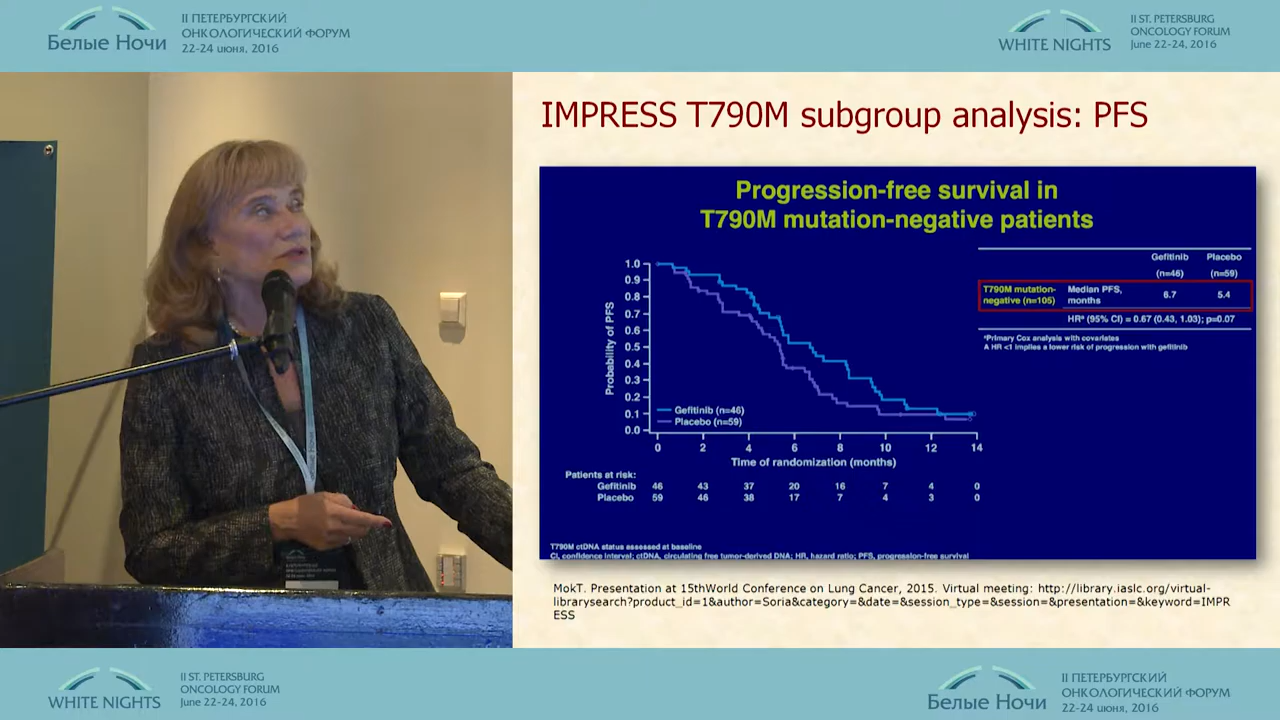 Белые Ночи
II ПЕТЕРБУРГСКИЙ
ОНКОЛОГИЧЕСКИЙ ФОРУМ
22-24 июня, 2016
WHITE NIGHTS
II ST. PETERSBURG
ONCOLOGY FORUM
June 22-24, 2016
IMPRESS T790M subgroup analysis: PFS
Progression-free survival in
T790M mutation-negative patients
Gefitinib Placebo
(n=46) (n=59)
T790M mutation-
negative (n=105)
Median PFS,
months
6.7 5.4
HRª (95% CI) = 0.67 (0.43, 1.03); p=0.07
ªPrimary Cox analysis with covariates
A HR <1 implies a lower risk of progression with gefitinib
Probability of PFS
1.0
0.9
0.8
0.7
0.6
0.5
0.4
0.3
0.2
0.1
0.0
Gefitinib (n=46)
Placebo (n=59)
0 2 4 6 8 10 12 14
Time of randomization (months)
Patients at risk:
Gefitinib 46 43 37 20 16 7 4 0
Placebo 59 46 38 17 7 4 3 0
T790M ctDNA status assessed at baseline
CI, confidence interval; ctDNA, circulating free tumor-derived DNA; HR, hazard ratio; PFS, progression-free survival
MokT. Presentation at 15thWorld Conference on Lung Cancer, 2015. Virtual meeting: http://library.iaslc.org/virtual-
librarysearch?product_id=1&author=Soria&category=&date=&session_type=&session=&presentation=&keyword=IMPR
ESS
WHITE NIGHTS
II ST. PETERSBURG
ONCOLOGY FORUM
June 22-24, 2016
Белые Ночи
II ПЕТЕРБУРГСКИЙ
ОНКОЛОГИЧЕСКИЙ ФОРУМ
22-24 июня, 2016